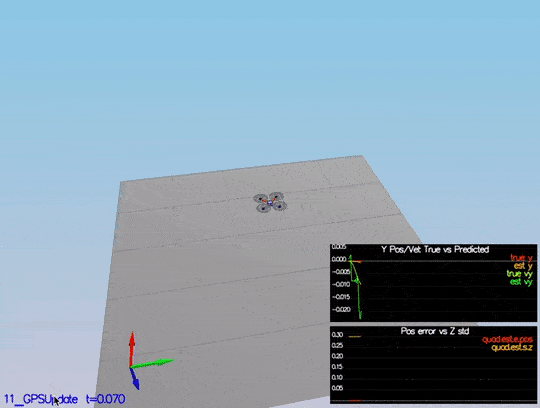 Y Pos/Vel True vs Predicted
0.005
0.000
-0.005
-0.010
-0.015
-0.020
true y
est y
true vy
est vy
Pos error vs Z std
0.30
0.25
0.20
0.15
0.10
0.05
quad.est.e.pos
quad.est.s.z
11_GPSUpdate t=0.070